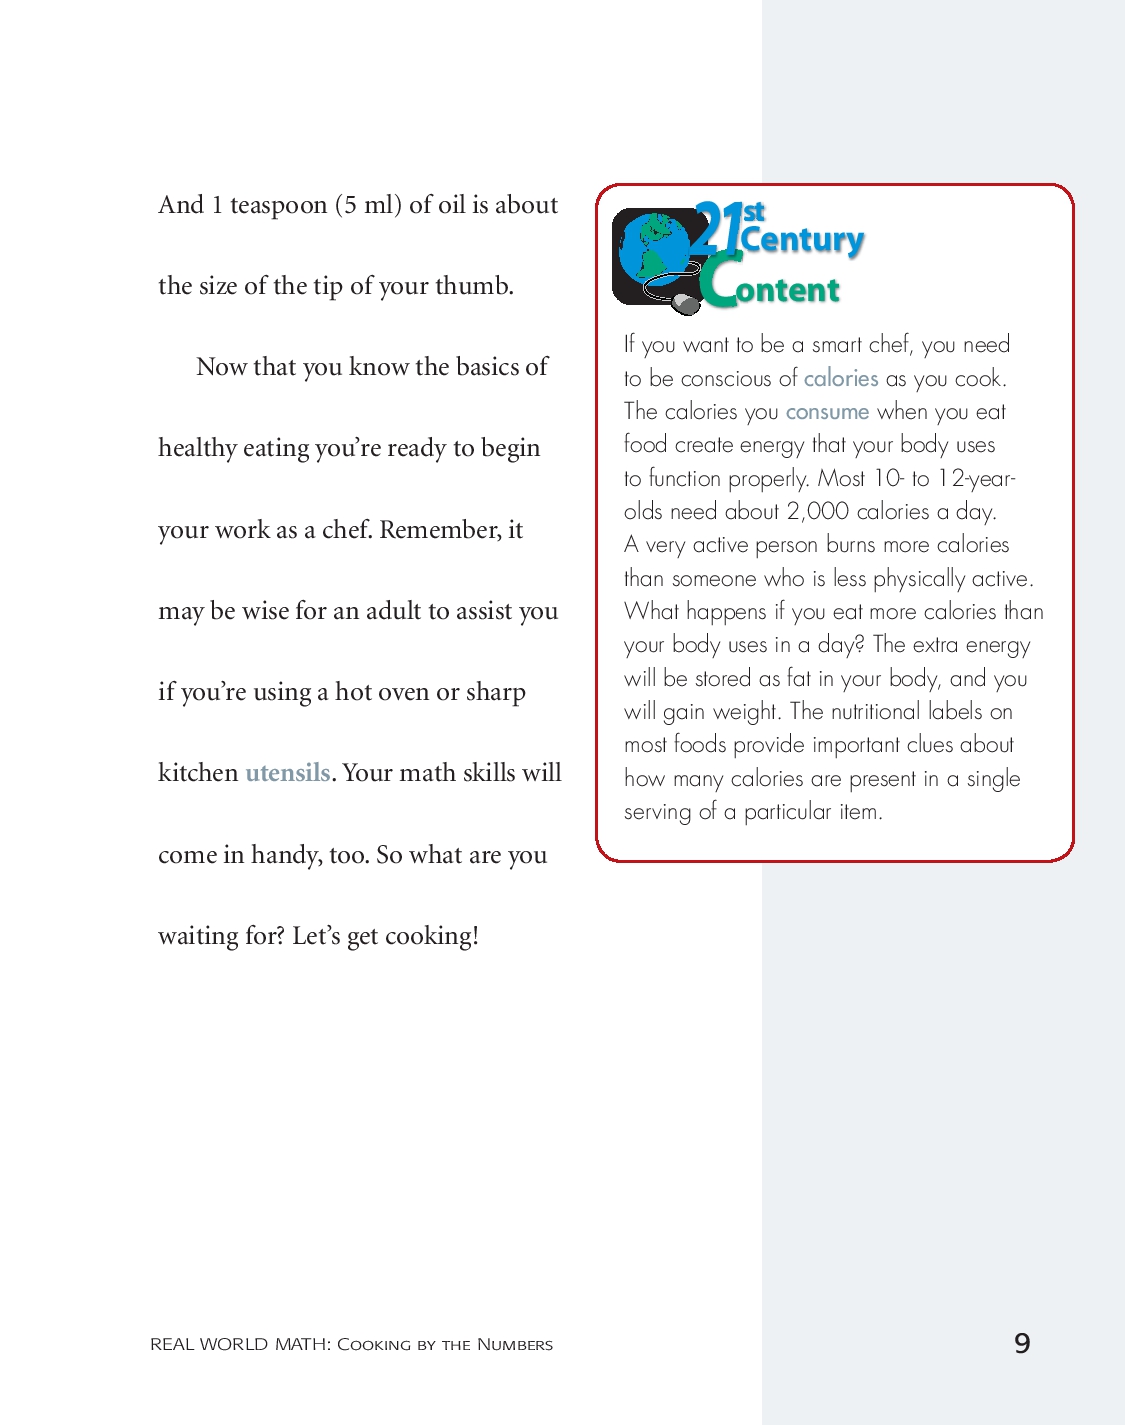 And 1 teaspoon (5 ml) of oil is about
the size of the tip of your thumb.
Now that you know the basics of
healthy eating you’re ready to begin
your work as a chef. Remember, it
may be wise for an adult to assist you
if you’re using a hot oven or sharp
kitchen utensils. Your math skills will
come in handy, too. So what are you
waiting for? Let’s get cooking!
21st
Century
Content
If you want to be a smart chef, you need
to be conscious of calories as you cook.
The calories you consume when you eat
food create energy that your body uses
to function properly. Most 10- to 12-year-
olds need about 2,000 calories a day.
A very active person burns more calories
than someone who is less physically active.
What happens if you eat more calories than
your body uses in a day? The extra energy
will be stored as fat in your body, and you
will gain weight. The nutritional labels on
most foods provide important clues about
how many calories are present in a single
serving of a particular item.
REAL WORLD MATH: Cooking by the Numbers
9